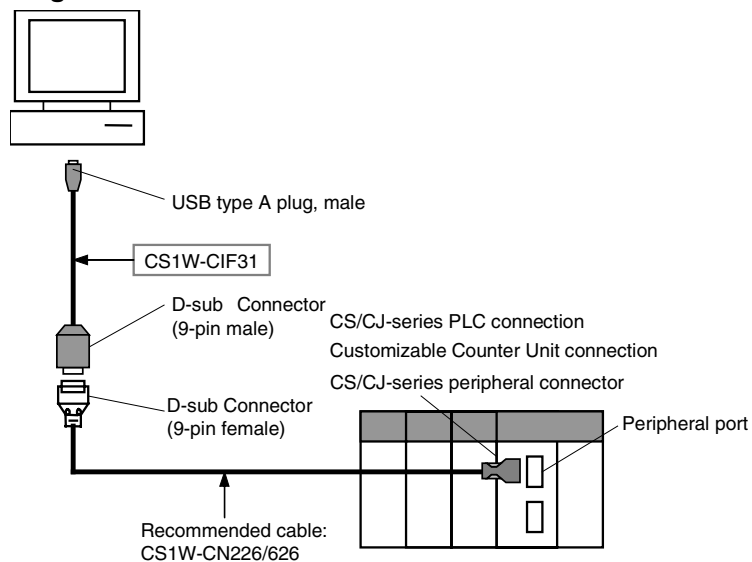 USB type A plug, male
CS1W-CIF31
D-sub Connector
(9-pin male)
CS/CJ-series PLC connection
Customizable Counter Unit connection
CS/CJ-series peripheral connector
D-sub Connector
(9-pin female)
Peripheral port
Recommended cable:
CS1W-CN226/626